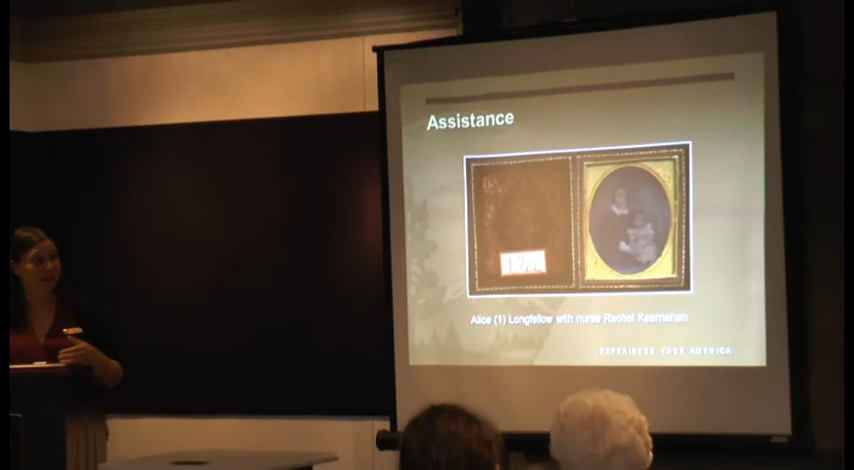 Assistance
Alice (1) Longfellow with nurse Rachel Keenahan
EXPERIENCE YOUR AMERICA